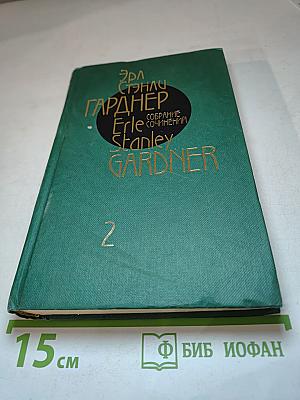 Эрл
Стэнли
ГАРДНЕР
СОБРАНИЕ
Erle СОЧИНЕНИЙ
Stanley
GARDNER
2
15 см
Ф БИБ ИОФАН